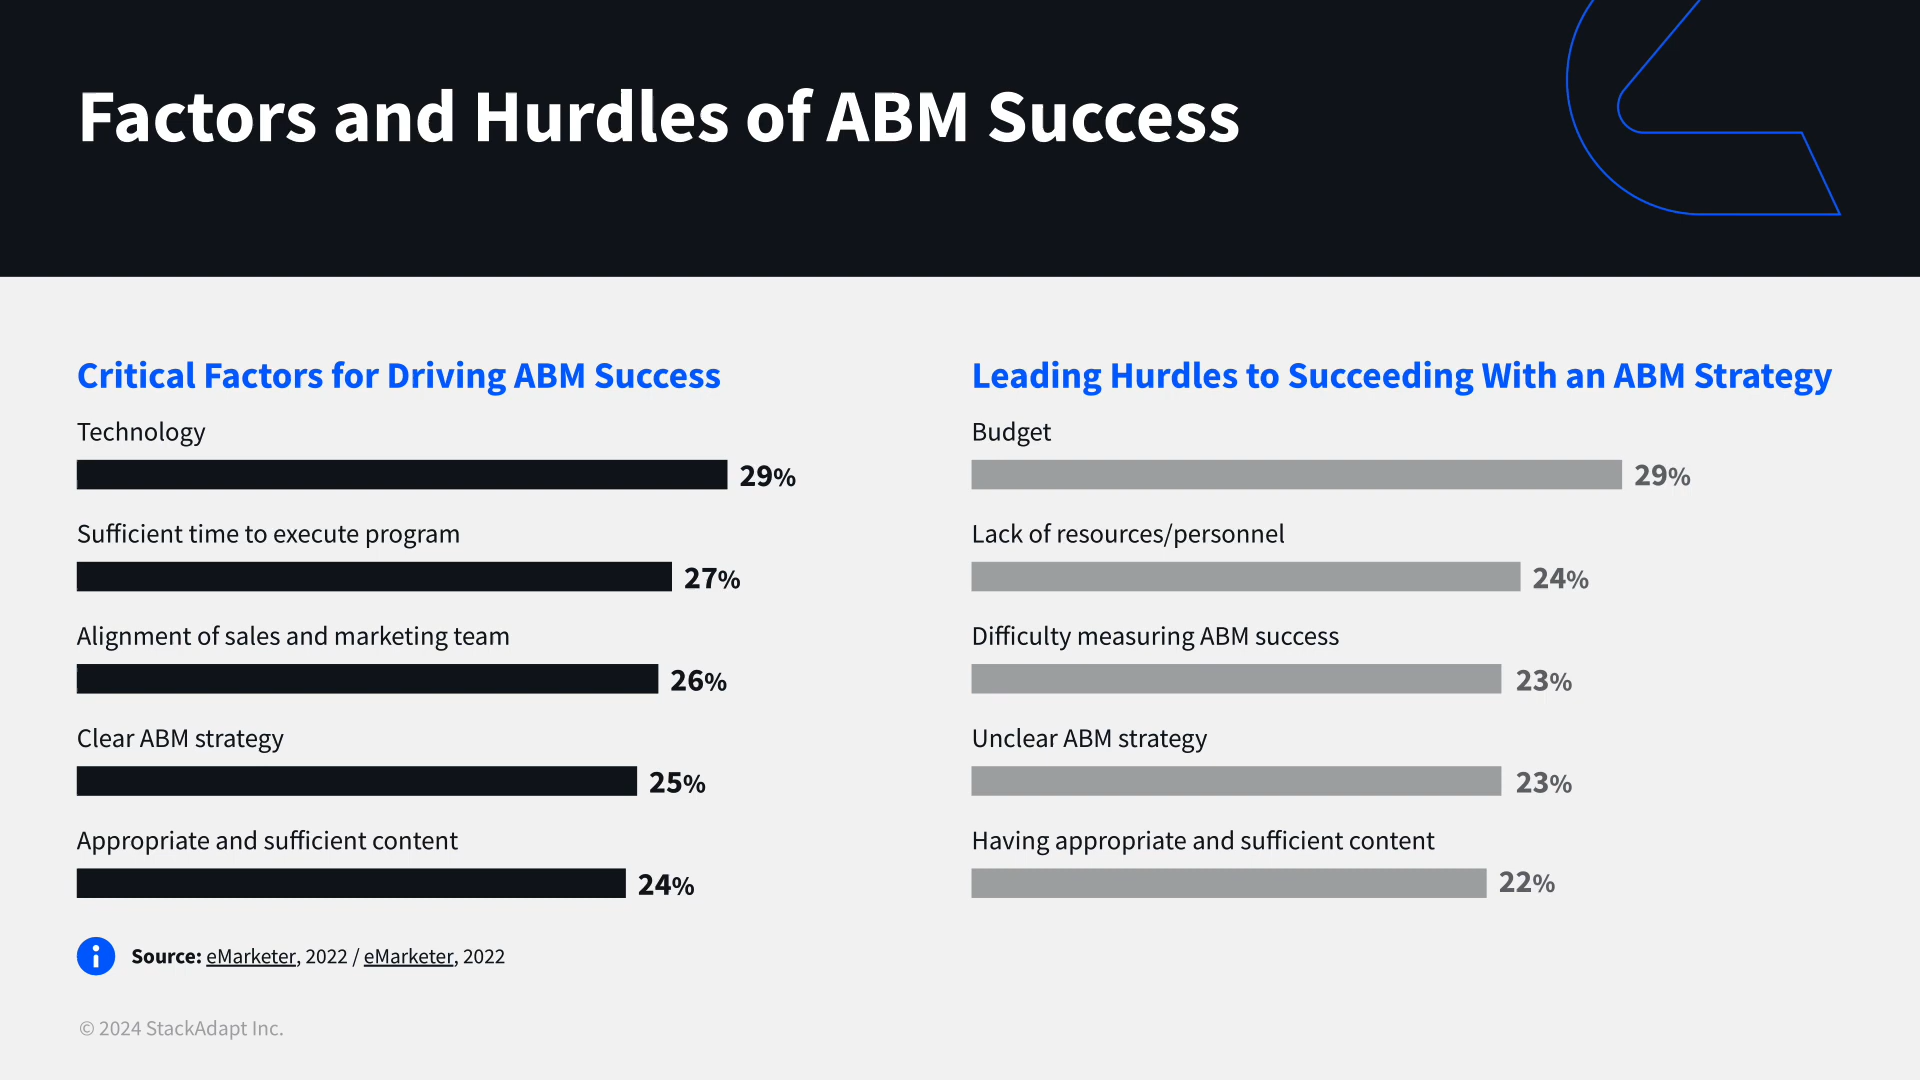 Factors and Hurdles of ABM Success
Critical Factors for Driving ABM Success
Technology
29%
Sufficient time to execute program
27%
Alignment of sales and marketing team
26%
Clear ABM strategy
25%
Appropriate and sufficient content
24%
Leading Hurdles to Succeeding With an ABM Strategy
Budget
29%
Lack of resources/personnel
24%
Difficulty measuring ABM success
23%
Unclear ABM strategy
23%
Having appropriate and sufficient content
22%
Source: eMarketer, 2022 / eMarketer, 2022
© 2024 StackAdapt Inc.